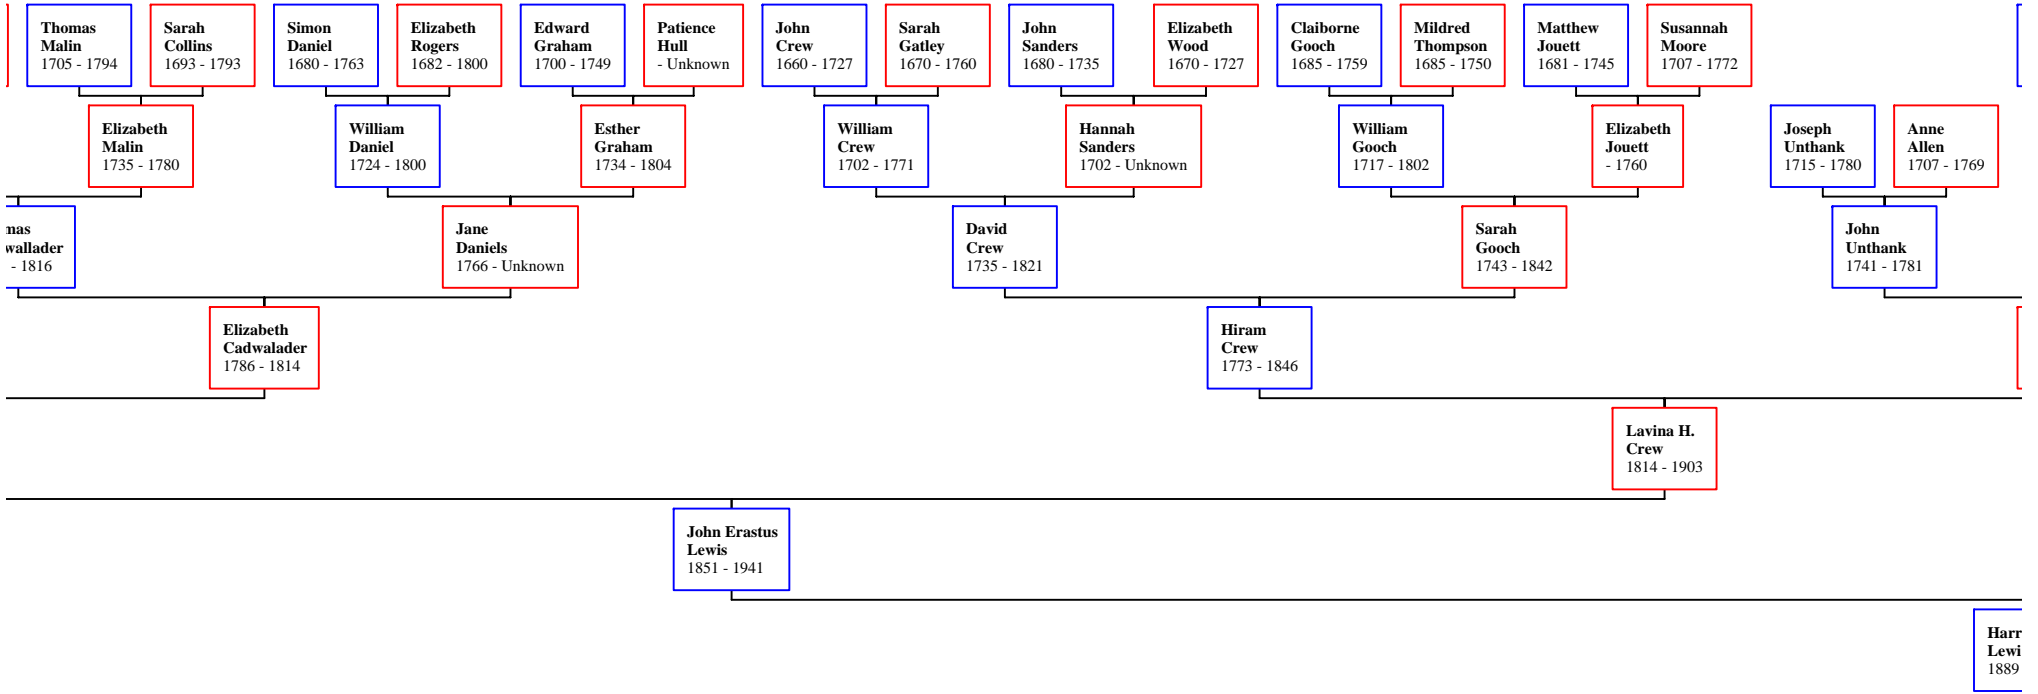 Thomas
Malin
1705 - 1794
Sarah
Collins
1693 - 1793
Simon
Daniel
1680 - 1763
Elizabeth
Rogers
1682 - 1800
Edward
Graham
1700 - 1749
Patience
Hull
- Unknown
John
Crew
1660 - 1727
Sarah
Gatley
1670 - 1760
John
Sanders
1680 - 1735
Elizabeth
Wood
1670 - 1727
Claiborne
Gooch
1685 - 1759
Mildred
Thompson
1685 - 1750
Matthew
Jouett
1681 - 1745
Susannah
Moore
1707 - 1772
Elizabeth
Malin
1735 - 1780
William
Daniel
1724 - 1800
Esther
Graham
1734 - 1804
William
Crew
1702 - 1771
Hannah
Sanders
1702 - Unknown
William
Gooch
1717 - 1802
Elizabeth
Jouett
- 1760
Joseph
Unthank
1715 - 1780
Anne
Allen
1707 - 1769
mas
wallader
- 1816
Jane
Daniels
1766 - Unknown
David
Crew
1735 - 1821
Sarah
Gooch
1743 - 1842
John
Unthank
1741 - 1781
Elizabeth
Cadwalader
1786 - 1814
Hiram
Crew
1773 - 1846
Lavina H.
Crew
1814 - 1903
John Erastus
Lewis
1851 - 1941
Harr
Lewi
1889